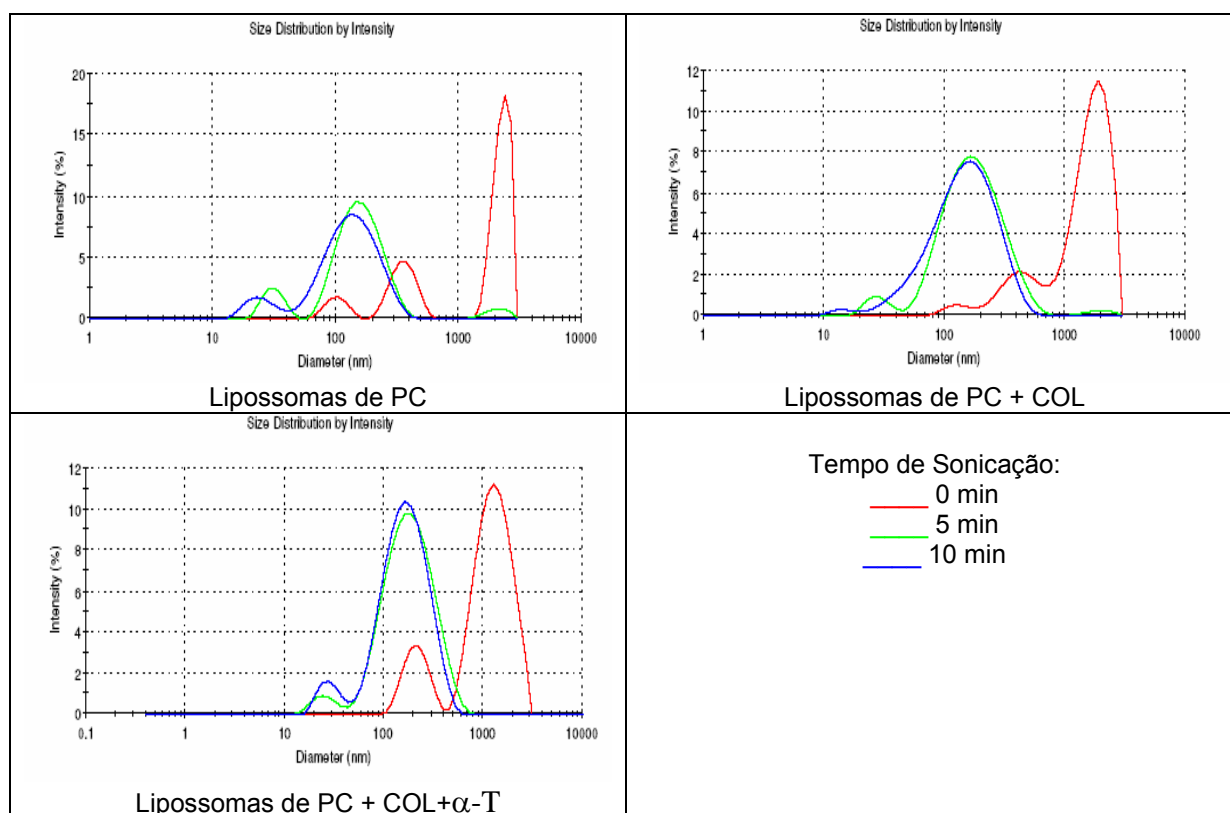 Size Distribution by Intensity
20
15
10
5
0
Intensity (%)
1
10
100
1000
10000
Diameter (nm)
Lipossomas de PC
Size Distribution by Intensity
12
10
8
6
4
2
0
Intensity (%)
1
10
100
1000
10000
Diameter (nm)
Lipossomas de PC + COL
Size Distribution by Intensity
12
10
8
6
4
2
0
Intensity (%)
0.1
1
10
100
1000
10000
Diameter (nm)
Lipossomas de PC + COL+α-T
Tempo de Sonicação:
0 min
5 min
10 min